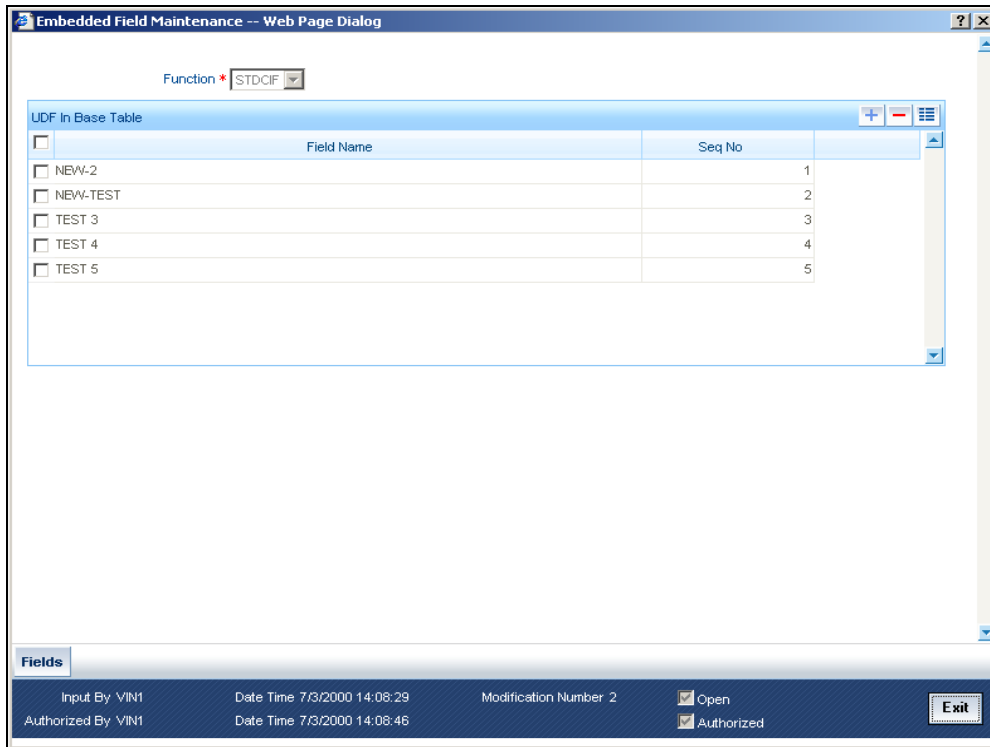 Embedded Field Maintenance -- Web Page Dialog
Function * STDCIF
UDF In Base Table
Field Name Seq No
NEW-2 1
NEW-TEST 2
TEST 3 3
TEST 4 4
TEST 5 5
Fields
Input By VIN1 Date Time 7/3/2000 14:08:29 Modification Number 2 Open
Authorized By VIN1 Date Time 7/3/2000 14:08:46 Authorized
Exit